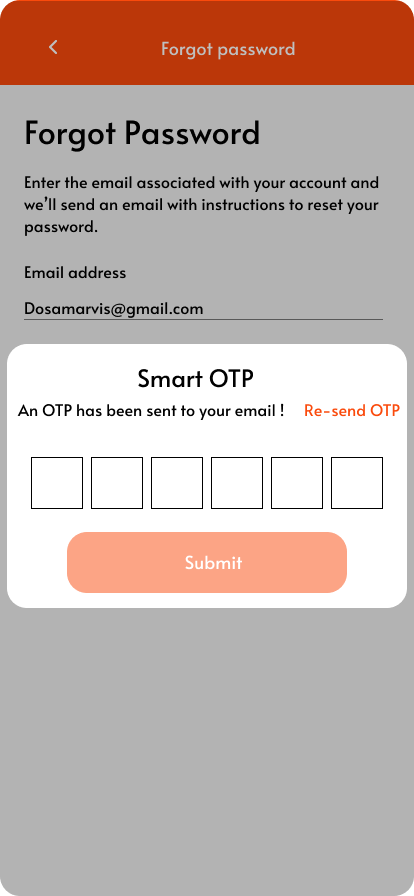 Forgot password
Forgot Password
Enter the email associated with your account and
we’ll send an email with instructions to reset your
password.
Email address
Dosamarvis@gmail.com
Smart OTP
An OTP has been sent to your email ! Re-send OTP
Submit